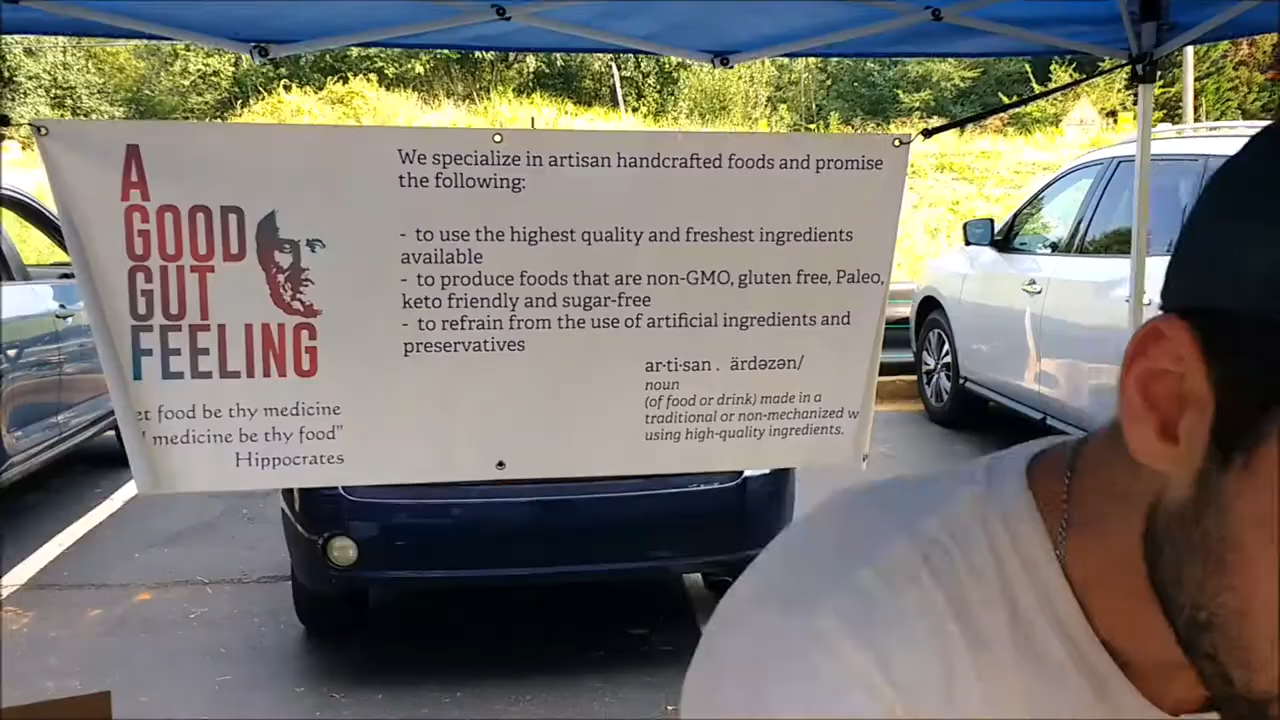 A
GOOD
GUT
FEELING
et food be thy medicine
medicine be thy food"
Hippocrates
We specialize in artisan handcrafted foods and promise
the following:
- to use the highest quality and freshest ingredients
available
- to produce foods that are non-GMO, gluten free, Paleo,
keto friendly and sugar-free
- to refrain from the use of artificial ingredients and
preservatives
ar·ti·san . ärdəzən/
noun
(of food or drink) made in a
traditional or non-mechanized w
using high-quality ingredients.